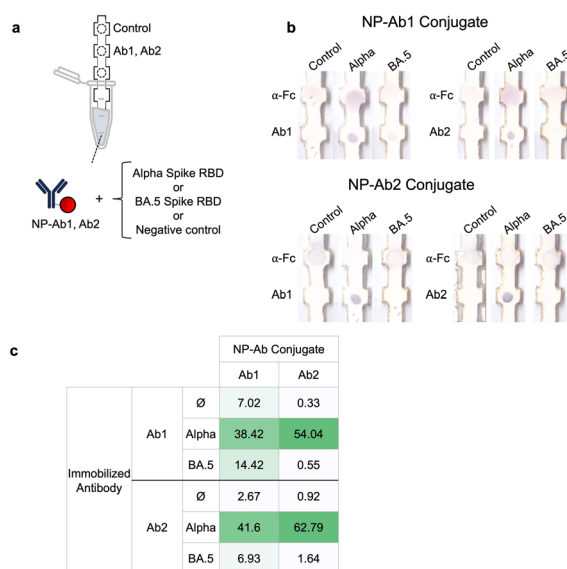 a
Control
Ab1, Ab2
NP-Ab1, Ab2
+
Alpha Spike RBD
or
BA.5 Spike RBD
or
Negative control
b
NP-Ab1 Conjugate
Control Alpha BA.5 Control Alpha BA.5
α-Fc α-Fc
Ab1 Ab2
NP-Ab2 Conjugate
Control Alpha BA.5 Control Alpha BA.5
α-Fc α-Fc
Ab1 Ab2
c
NP-Ab Conjugate
Ab1 Ab2
Immobilized
Antibody
Ab1
Ø 7.02 0.33
Alpha 38.42 54.04
BA.5 14.42 0.55
Ab2
Ø 2.67 0.92
Alpha 41.6 62.79
BA.5 6.93 1.64